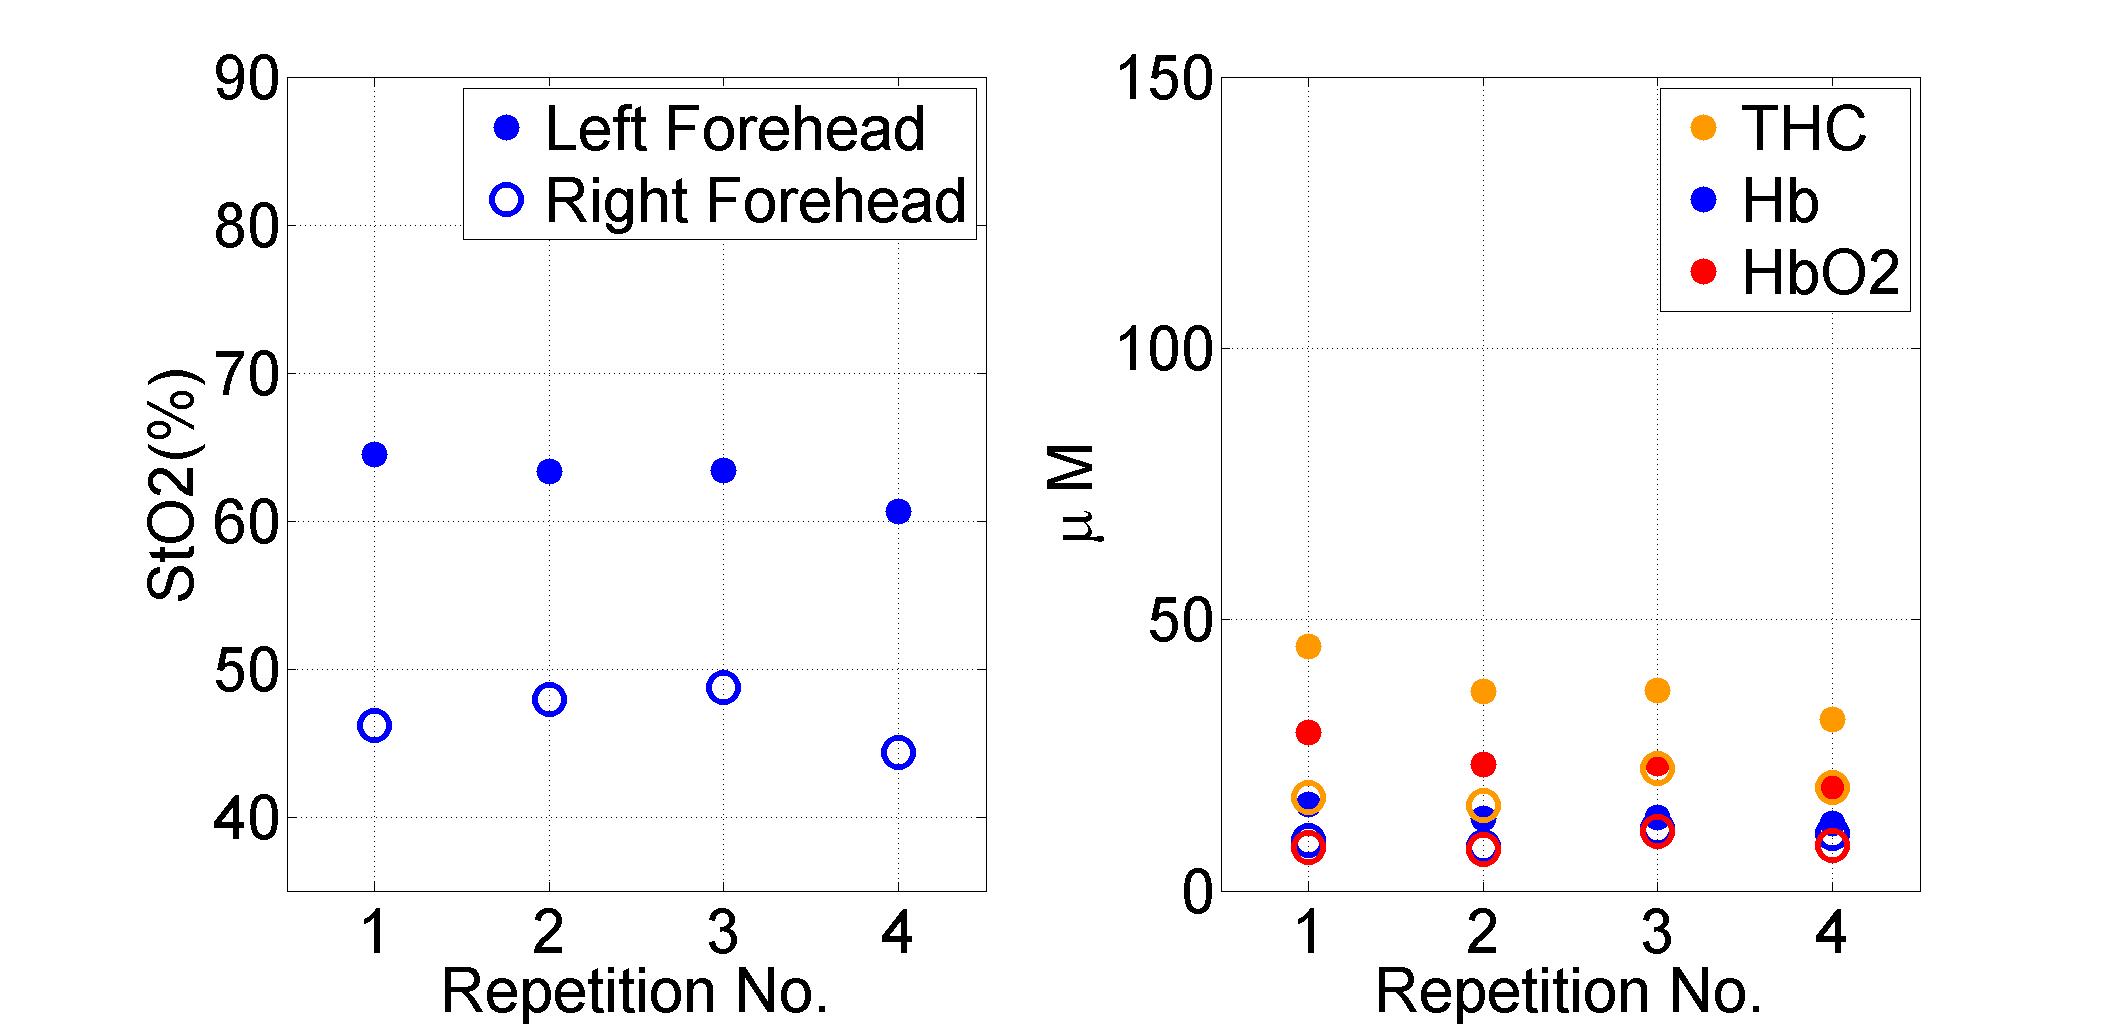 90
80
70
60
50
40
StO2(%)
Left Forehead
Right Forehead
1 2 3 4
Repetition No.
150
100
50
0
μ M
THC
Hb
HbO2
1 2 3 4
Repetition No.